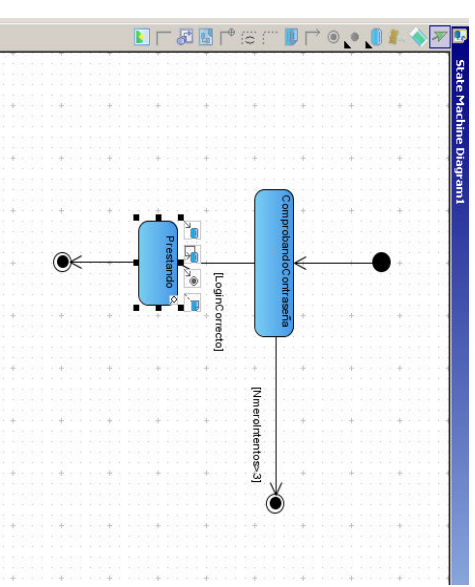 State Machine Diagram1
ComprobandoContraseña
[NmeroIntentos>3]
[LoginCorrecto]
Prestando